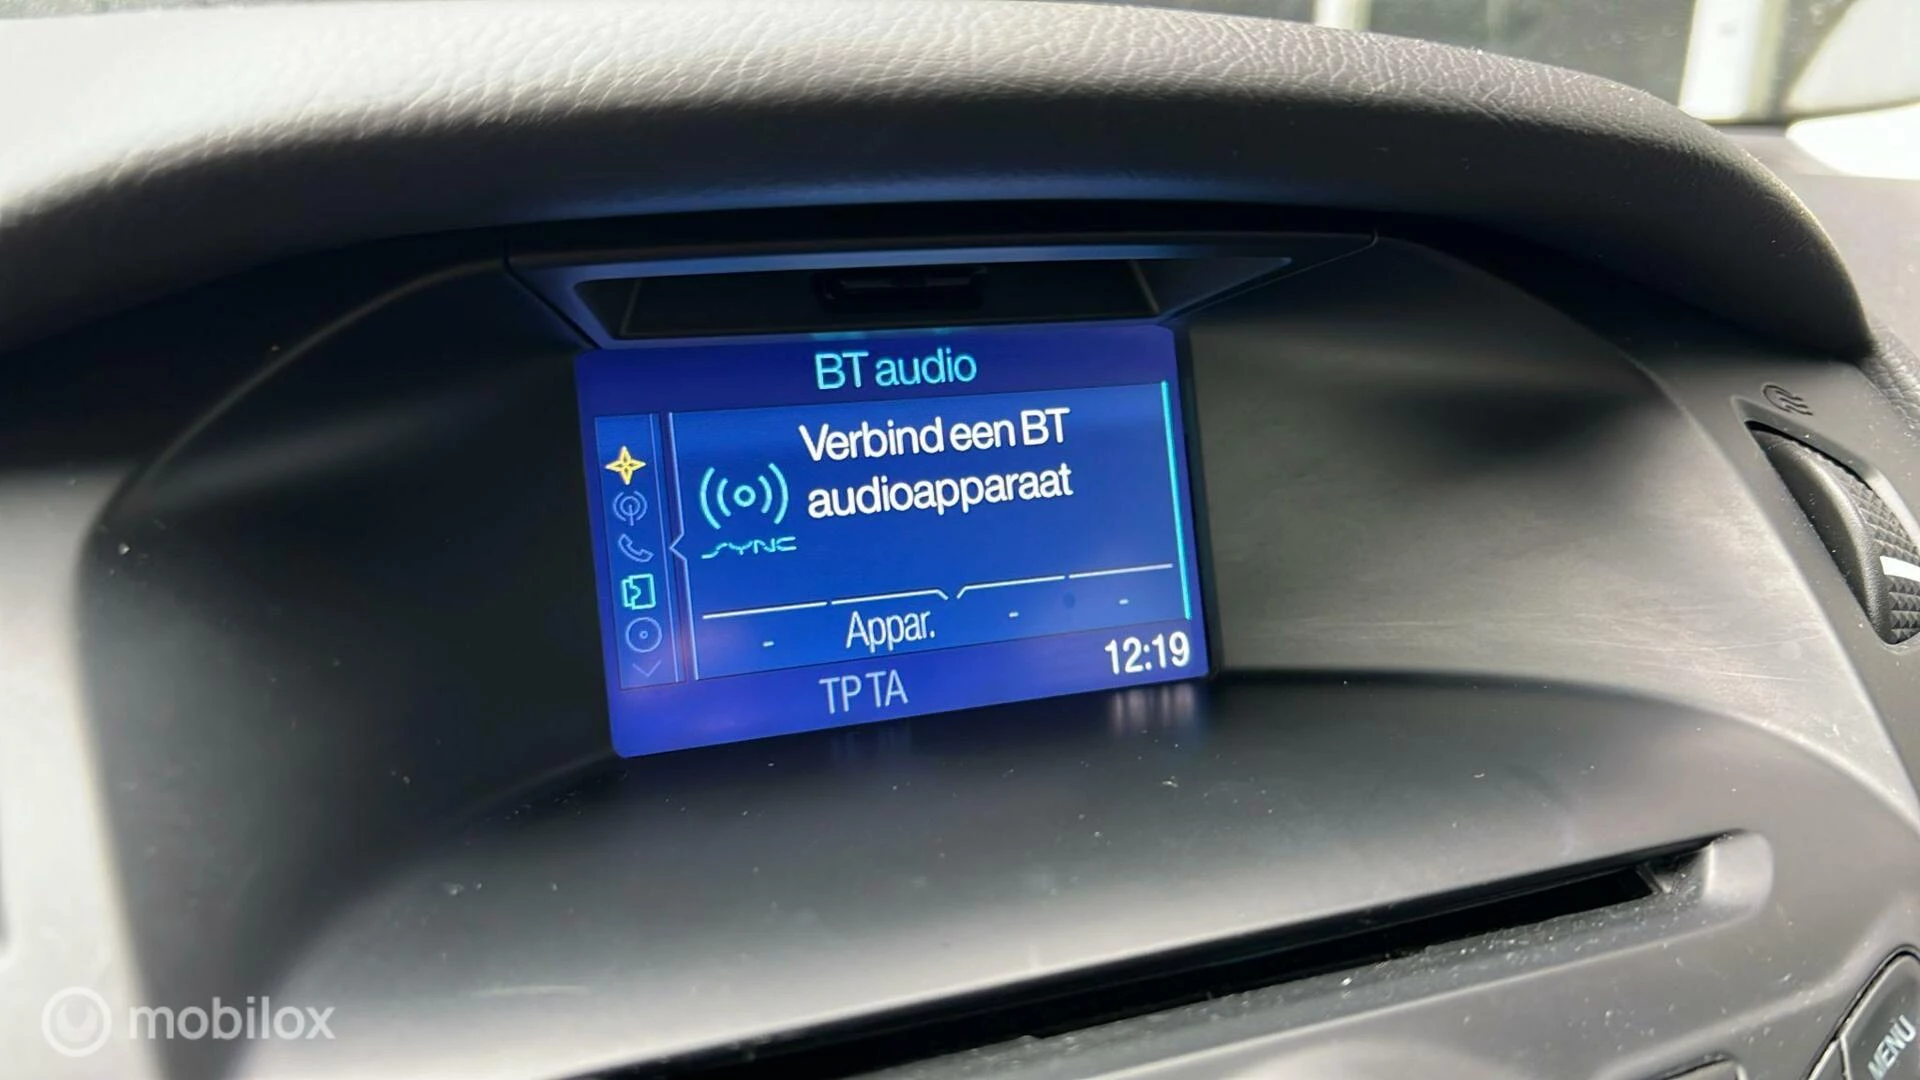 BT audio
Verbind een BT
audioapparaat
SYNC
- Appar. - -
12:19
TP TA
MENU
mobilox